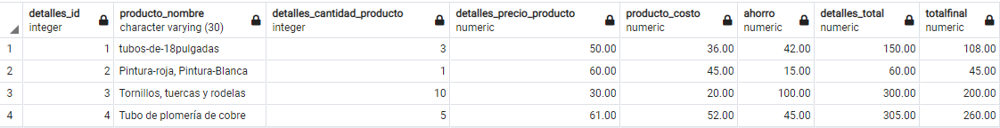 detalles_id producto_nombre detalles_cantidad_producto detalles_precio_producto producto_costo ahorro detalles_total totalfinal
integer character varying (30) integer numeric numeric numeric numeric numeric
1 1 tubos-de-18pulgadas 3 50.00 36.00 42.00 150.00 108.00
2 2 Pintura-roja, Pintura-Blanca 1 60.00 45.00 15.00 60.00 45.00
3 3 Tornillos, tuercas y rodelas 10 30.00 20.00 100.00 300.00 200.00
4 4 Tubo de plomería de cobre 5 61.00 52.00 45.00 305.00 260.00